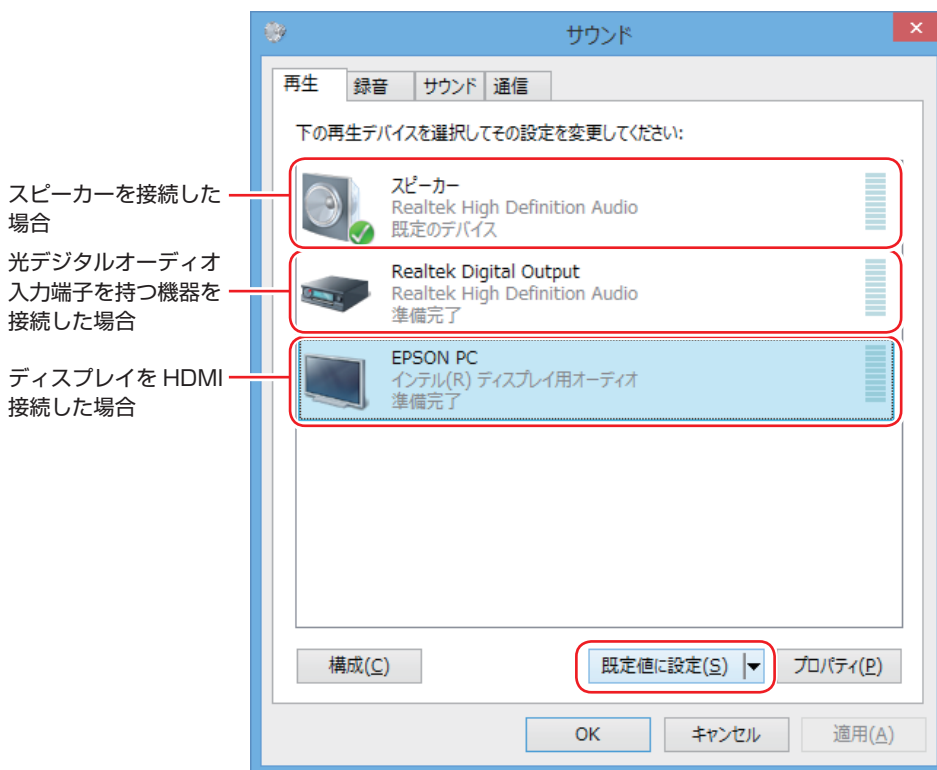 サウンド
再生
録音
サウンド
通信
下の再生デバイスを選択してその設定を変更してください:
スピーカーを接続した
場合
スピーカー
Realtek High Definition Audio
既定のデバイス
光デジタルオーディオ
入力端子を持つ機器を
接続した場合
Realtek Digital Output
Realtek High Definition Audio
準備完了
ディスプレイを HDMI
接続した場合
EPSON PC
インテル(R) ディスプレイ用オーディオ
準備完了
構成(C)
既定値に設定(S)
プロパティ(P)
OK
キャンセル
適用(A)